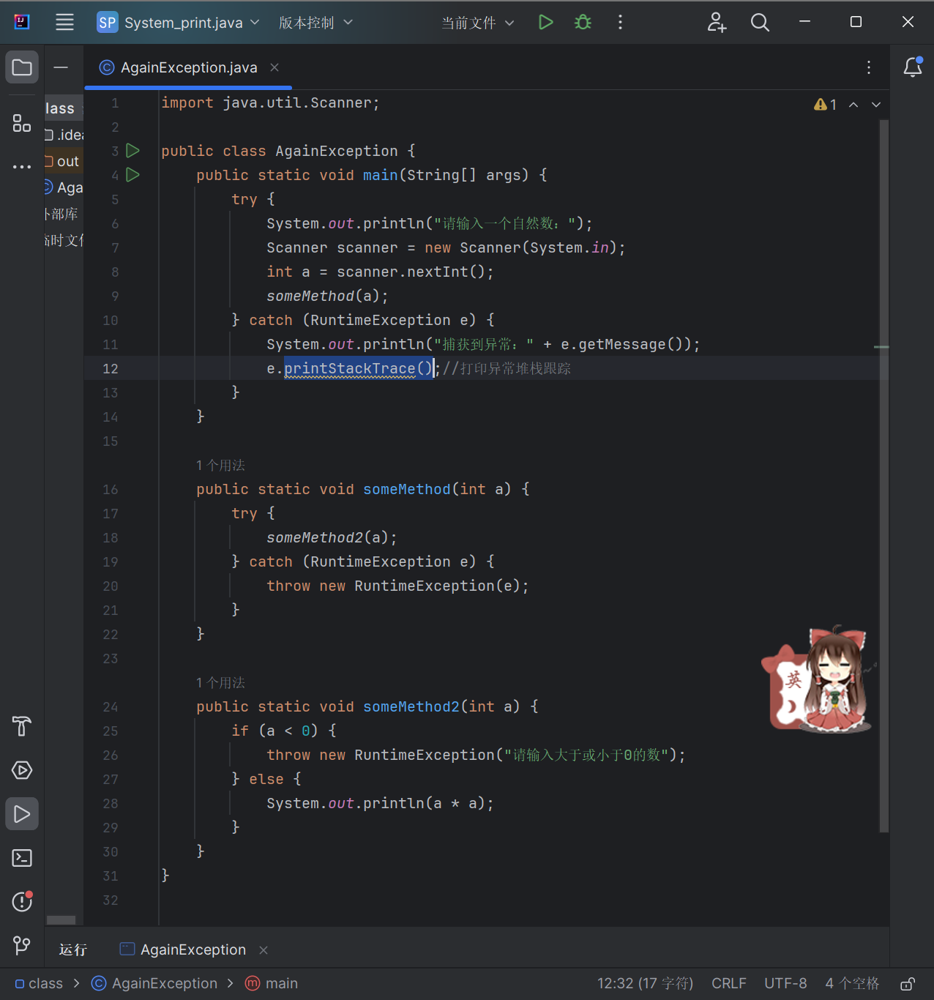 SP System_print.java 版本控制 当前文件
AgainException.java
lass
.idea
out
Aga
外部库
临时文件
1 import java.util.Scanner;
2
3 public class AgainException {
4 public static void main(String[] args) {
5 try {
6 System.out.println("请输入一个自然数：");
7 Scanner scanner = new Scanner(System.in);
8 int a = scanner.nextInt();
9 someMethod(a);
10 } catch (RuntimeException e) {
11 System.out.println("捕获到异常：" + e.getMessage());
12 e.printStackTrace();//打印异常堆栈跟踪
13 }
14 }
15
1 个用法
16 public static void someMethod(int a) {
17 try {
18 someMethod2(a);
19 } catch (RuntimeException e) {
20 throw new RuntimeException(e);
21 }
22 }
23
1 个用法
24 public static void someMethod2(int a) {
25 if (a < 0) {
26 throw new RuntimeException("请输入大于或小于0的数");
27 } else {
28 System.out.println(a * a);
29 }
30 }
31 }
32
1
英
运行 AgainException
class > AgainException > main 12:32 (17 字符) CRLF UTF-8 4 个空格